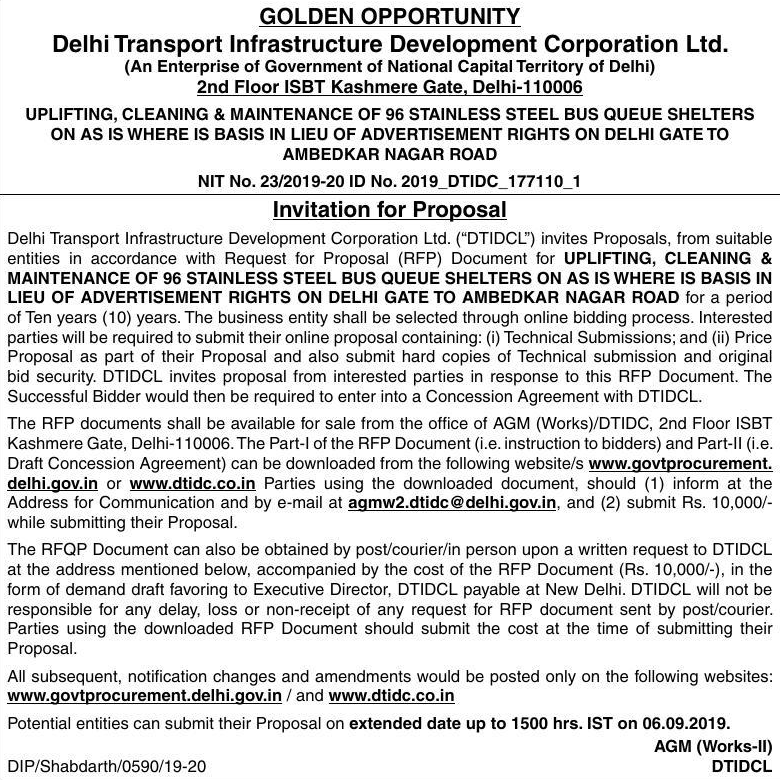 GOLDEN OPPORTUNITY
Delhi Transport Infrastructure Development Corporation Ltd.
(An Enterprise of Government of National Capital Territory of Delhi)
2nd Floor ISBT Kashmere Gate, Delhi-110006
UPLIFTING, CLEANING & MAINTENANCE OF 96 STAINLESS STEEL BUS QUEUE SHELTERS
ON AS IS WHERE IS BASIS IN LIEU OF ADVERTISEMENT RIGHTS ON DELHI GATE TO
AMBEDKAR NAGAR ROAD
NIT No. 23/2019-20 ID No. 2019_DTIDC_177110_1
Invitation for Proposal
Delhi Transport Infrastructure Development Corporation Ltd. (“DTIDCL”) invites Proposals, from suitable
entities in accordance with Request for Proposal (RFP) Document for UPLIFTING, CLEANING &
MAINTENANCE OF 96 STAINLESS STEEL BUS QUEUE SHELTERS ON AS IS WHERE IS BASIS IN
LIEU OF ADVERTISEMENT RIGHTS ON DELHI GATE TO AMBEDKAR NAGAR ROAD for a period
of Ten years (10) years. The business entity shall be selected through online bidding process. Interested
parties will be required to submit their online proposal containing: (i) Technical Submissions; and (ii) Price
Proposal as part of their Proposal and also submit hard copies of Technical submission and original
bid security. DTIDCL invites proposal from interested parties in response to this RFP Document. The
Successful Bidder would then be required to enter into a Concession Agreement with DTIDCL.
The RFP documents shall be available for sale from the office of AGM (Works)/DTIDC, 2nd Floor ISBT
Kashmere Gate, Delhi-110006. The Part-I of the RFP Document (i.e. instruction to bidders) and Part-II (i.e.
Draft Concession Agreement) can be downloaded from the following website/s www.govtprocurement.
delhi.gov.in or www.dtidc.co.in Parties using the downloaded document, should (1) inform at the
Address for Communication and by e-mail at agmw2.dtidc@delhi.gov.in, and (2) submit Rs. 10,000/-
while submitting their Proposal.
The RFQP Document can also be obtained by post/courier/in person upon a written request to DTIDCL
at the address mentioned below, accompanied by the cost of the RFP Document (Rs. 10,000/-), in the
form of demand draft favoring to Executive Director, DTIDCL payable at New Delhi. DTIDCL will not be
responsible for any delay, loss or non-receipt of any request for RFP document sent by post/courier.
Parties using the downloaded RFP Document should submit the cost at the time of submitting their
Proposal.
All subsequent, notification changes and amendments would be posted only on the following websites:
www.govtprocurement.delhi.gov.in / and www.dtidc.co.in
Potential entities can submit their Proposal on extended date up to 1500 hrs. IST on 06.09.2019.
AGM (Works-II)
DIP/Shabdarth/0590/19-20 DTIDCL